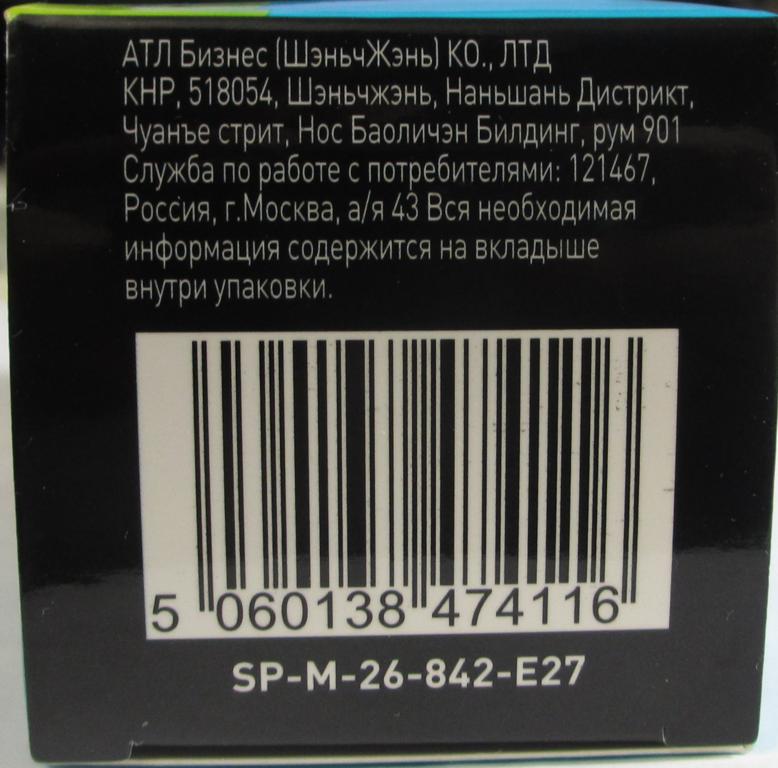 АТЛ Бизнес (ШэньчЖэнь) КО., ЛТД
КНР, 518054, Шэньчжэнь, Наньшань Дистрикт,
Чуанъе стрит, Нос Баоличэн Билдинг, рум 901
Служба по работе с потребителями: 121467,
Россия, г.Москва, а/я 43 Вся необходимая
информация содержится на вкладыше
внутри упаковки.
5 060138 474116
SP-M-26-842-E27